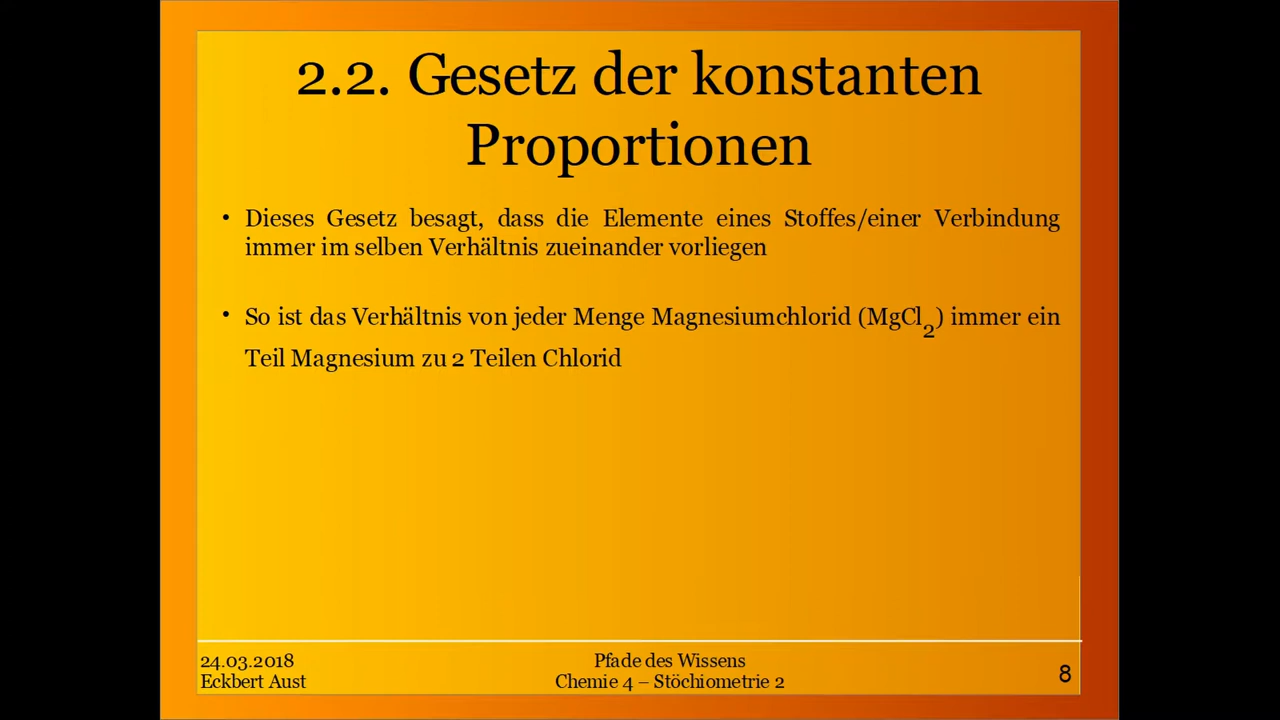 2.2. Gesetz der konstanten
Proportionen
• Dieses Gesetz besagt, dass die Elemente eines Stoffes/einer Verbindung
immer im selben Verhältnis zueinander vorliegen
• So ist das Verhältnis von jeder Menge Magnesiumchlorid (MgCl₂) immer ein
Teil Magnesium zu 2 Teilen Chlorid
24.03.2018
Eckbert Aust
Pfade des Wissens
Chemie 4 – Stöchiometrie 2
8